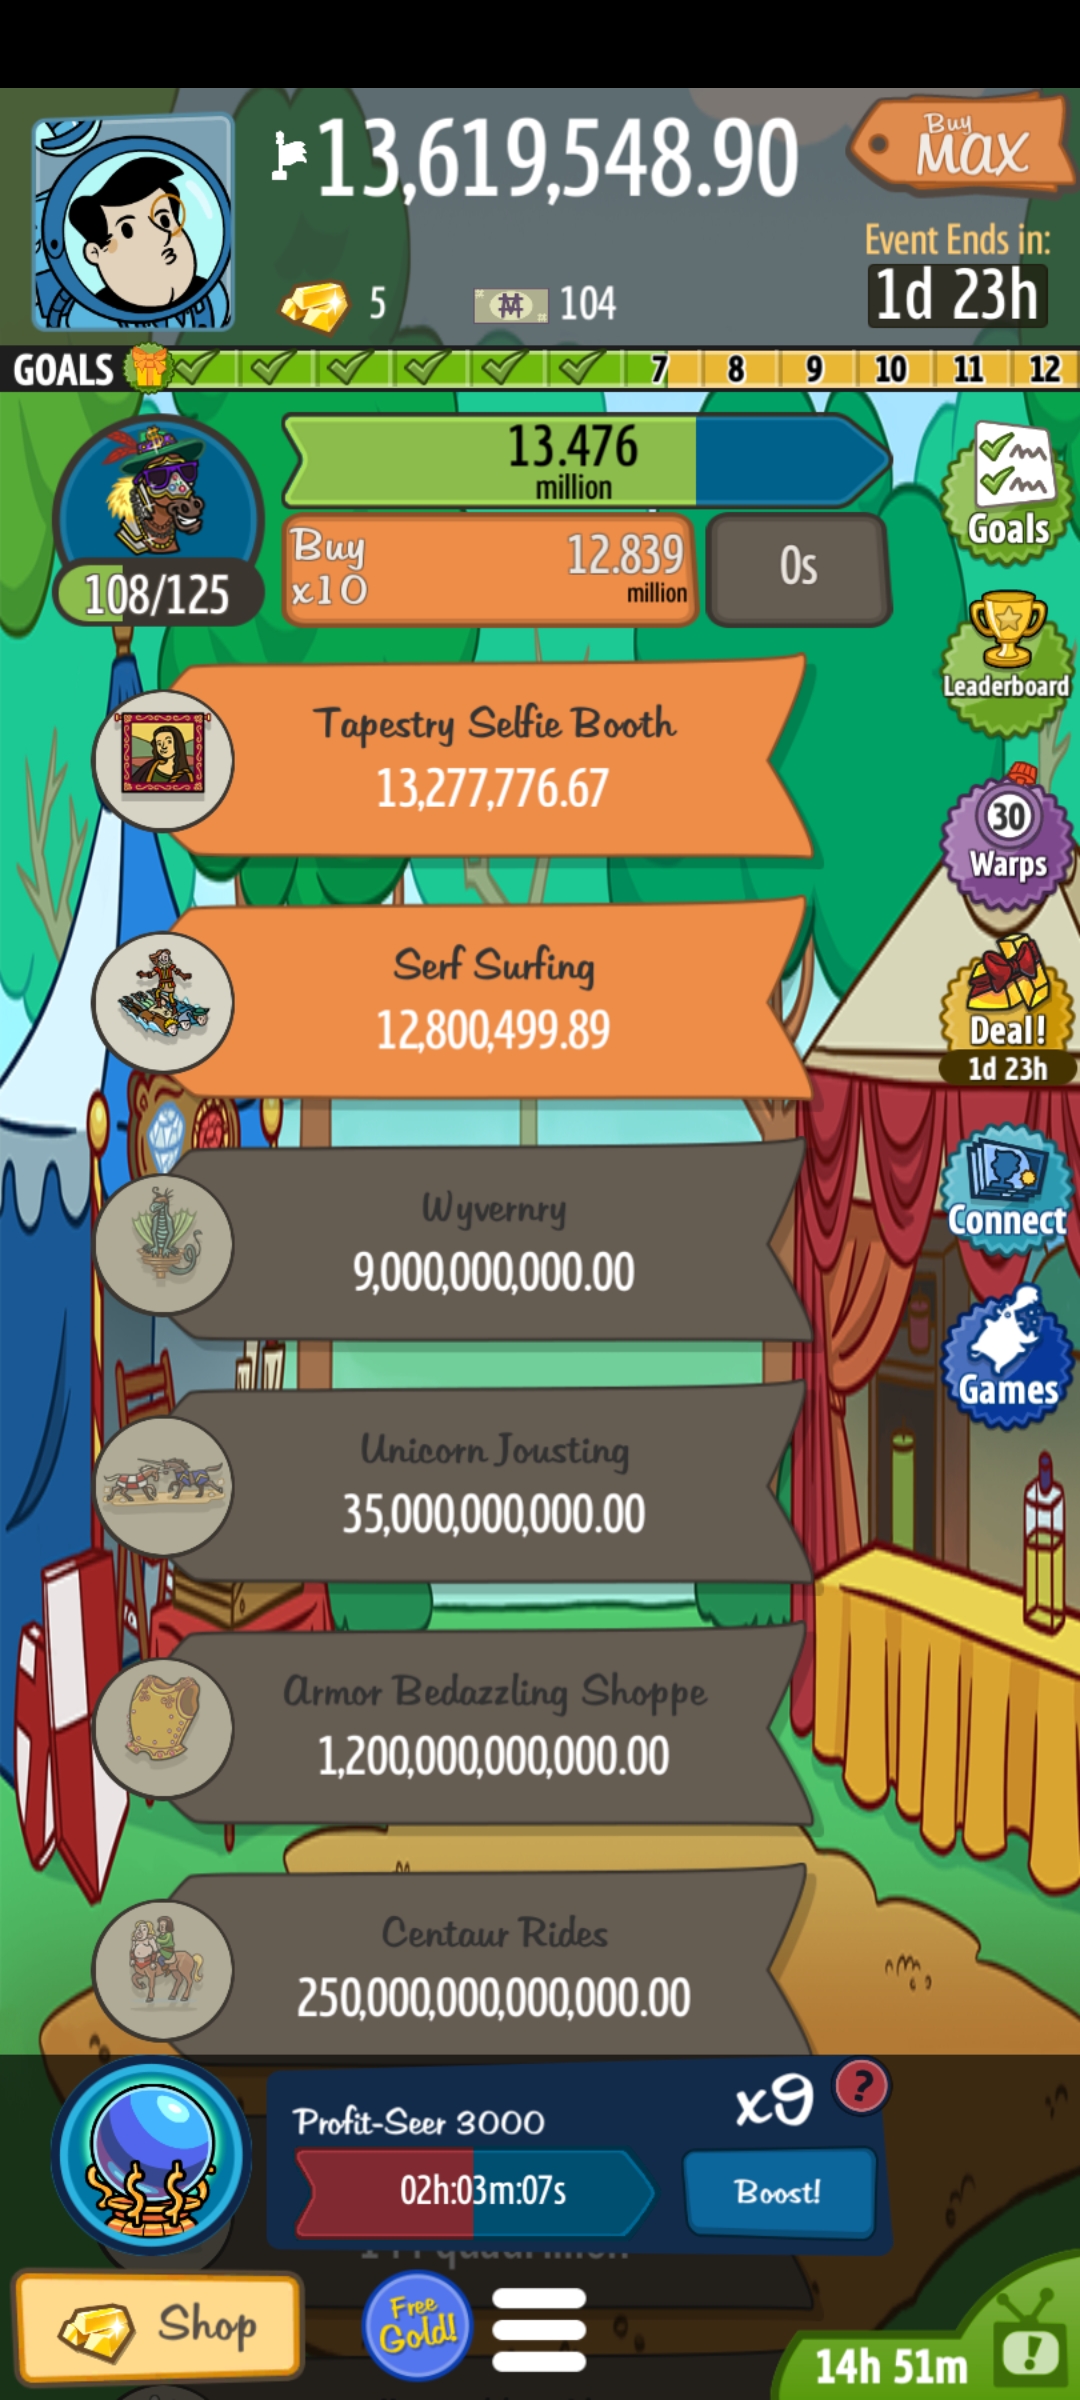 13,619,548.90
Buy
MAX
Event Ends in:
1d 23h
5
104
GOALS 7 8 9 10 11 12
13.476
million
Buy
x10
12.839
million
0s
108/125
Goals
Leaderboard
Tapestry Selfie Booth
13,277,776.67
30
Warps
Serf Surfing
12,800,499.89
Deal!
1d 23h
Wyvernry
9,000,000,000.00
Connect
Games
Unicorn Jousting
35,000,000,000.00
Armor Bedazzling Shoppe
1,200,000,000,000.00
Centaur Rides
250,000,000,000,000.00
Profit-Seer 3000
x9
?
02h:03m:07s
Boost!
Shop
Free
Gold!
14h 51m
!